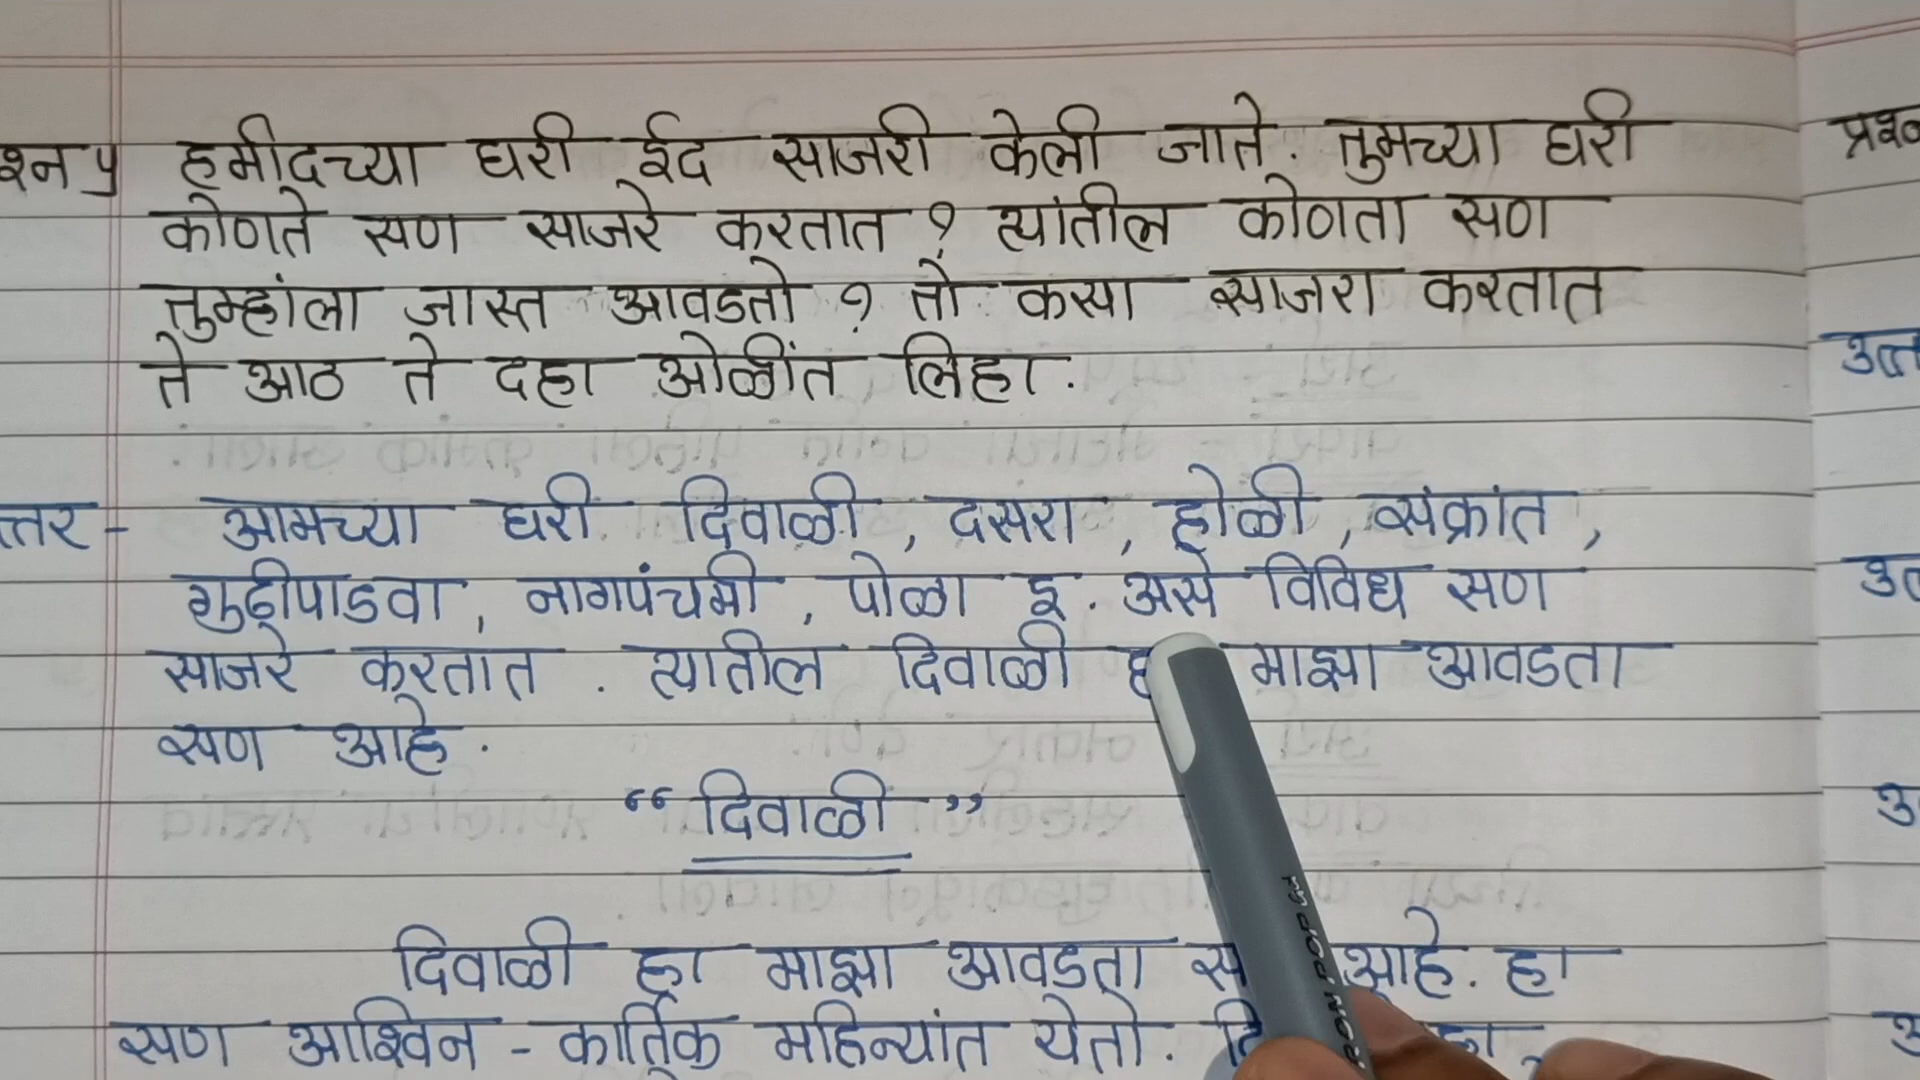 श्न ५ हमीदच्या घरी ईद साजरी केली जाते. तुमच्या घरी
कोणते सण साजरे करतात ? त्यांतील कोणता सण
तुम्हांला जास्त आवडतो ? तो कसा साजरा करतात
ते आठ ते दहा ओळींत लिहा.
त्तर - आमच्या घरी दिवाळी, दसरा, होळी, संक्रांत,
गुढीपाडवा, नागपंचमी, पोळा इ. असे विविध सण
साजरे करतात. त्यातील दिवाळी माझा आवडता
सण आहे.
“ दिवाळी ”
दिवाळी हा माझा आवडता आहे. हा
सण आश्विन - कार्तिक महिन्यांत येतो.
प्रश्न
उत्त
उत
उ